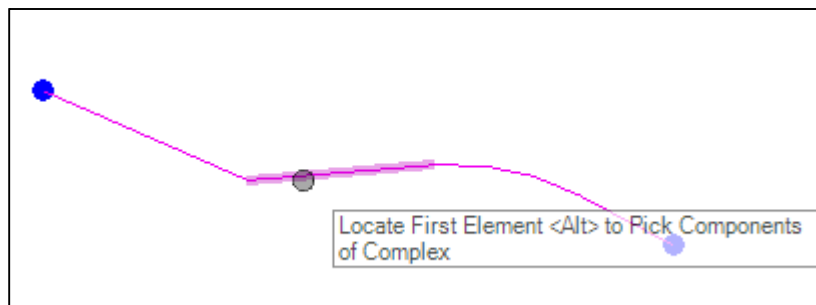 Locate First Element <Alt> to Pick Components
of Complex